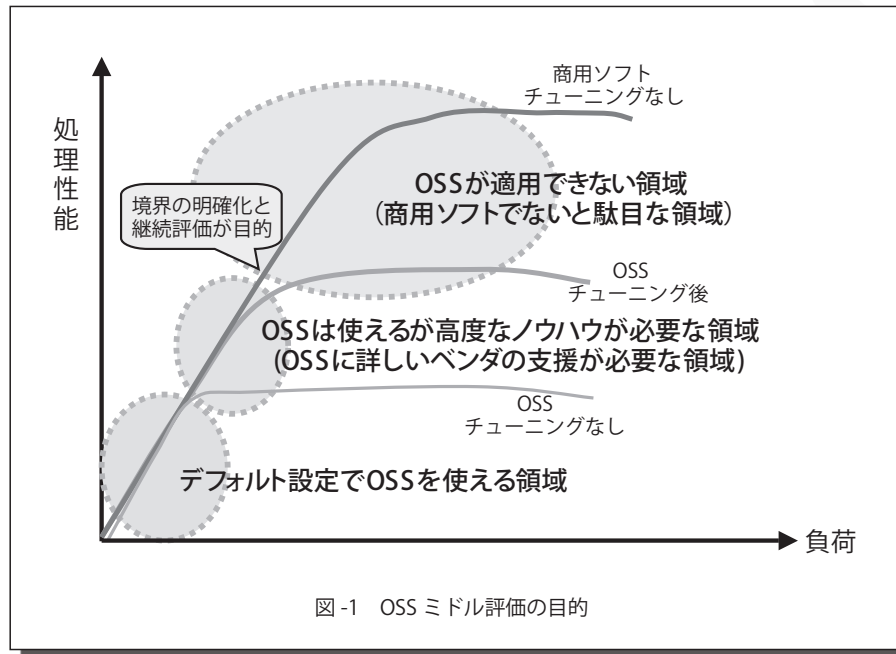 商用ソフト
チューニングなし
処理性能
OSSが適用できない領域
（商用ソフトでないと駄目な領域）
境界の明確化と
継続評価が目的
OSS
チューニング後
OSSは使えるが高度なノウハウが必要な領域
(OSSに詳しいベンダの支援が必要な領域)
OSS
チューニングなし
デフォルト設定でOSSを使える領域
負荷
図-1　OSSミドル評価の目的